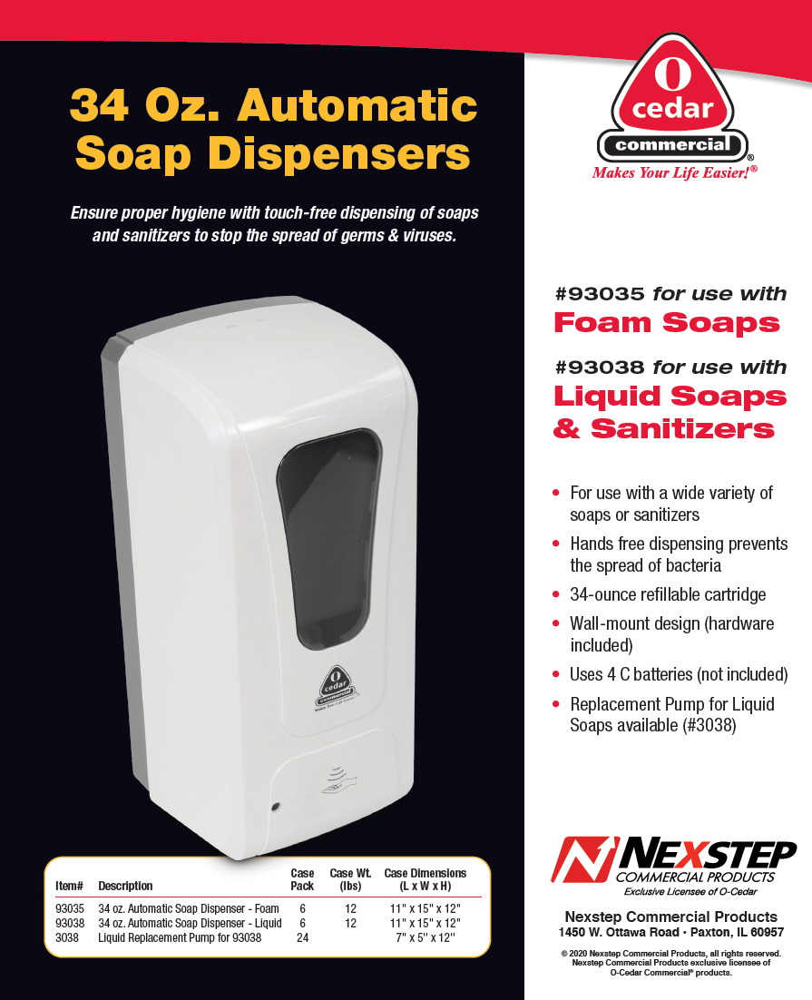 34 Oz. Automatic
Soap Dispensers
Ensure proper hygiene with touch-free dispensing of soaps
and sanitizers to stop the spread of germs & viruses.
O
cedar
commercial®
Makes Your Life Easier!®
#93035 for use with
Foam Soaps
#93038 for use with
Liquid Soaps
& Sanitizers
• For use with a wide variety of
soaps or sanitizers
• Hands free dispensing prevents
the spread of bacteria
• 34-ounce refillable cartridge
• Wall-mount design (hardware
included)
• Uses 4 C batteries (not included)
• Replacement Pump for Liquid
Soaps available (#3038)
O
cedar
commercial®
Makes Your Life Easier!®
Item# Description Case Pack Case Wt. (lbs) Case Dimensions (L x W x H)
93035 34 oz. Automatic Soap Dispenser - Foam 6 12 11" x 15" x 12"
93038 34 oz. Automatic Soap Dispenser - Liquid 6 12 11" x 15" x 12"
3038 Liquid Replacement Pump for 93038 24 7" x 5" x 12"
NEXSTEP
COMMERCIAL PRODUCTS
Exclusive Licensee of O-Cedar
Nexstep Commercial Products
1450 W. Ottawa Road · Paxton, IL 60957
© 2020 Nexstep Commercial Products, all rights reserved.
Nexstep Commercial Products exclusive licensee of
O-Cedar Commercial® products.